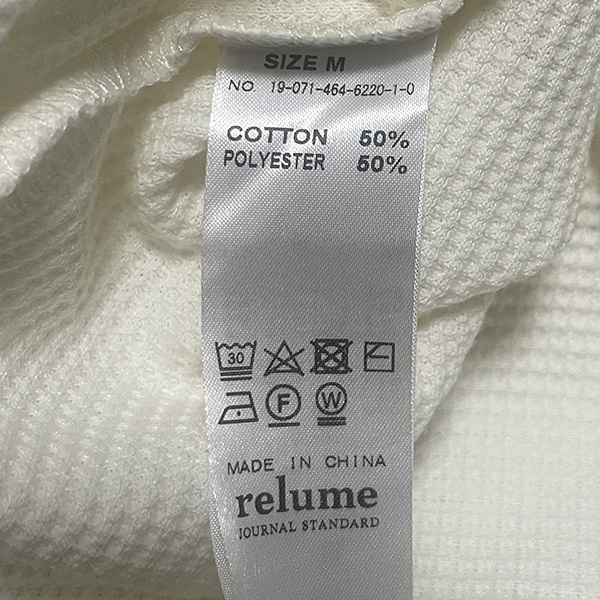 SIZE M
NO. 19-071-464-6220-1-0
COTTON 50%
POLYESTER 50%
30
F W
MADE IN CHINA
relume
JOURNAL STANDARD